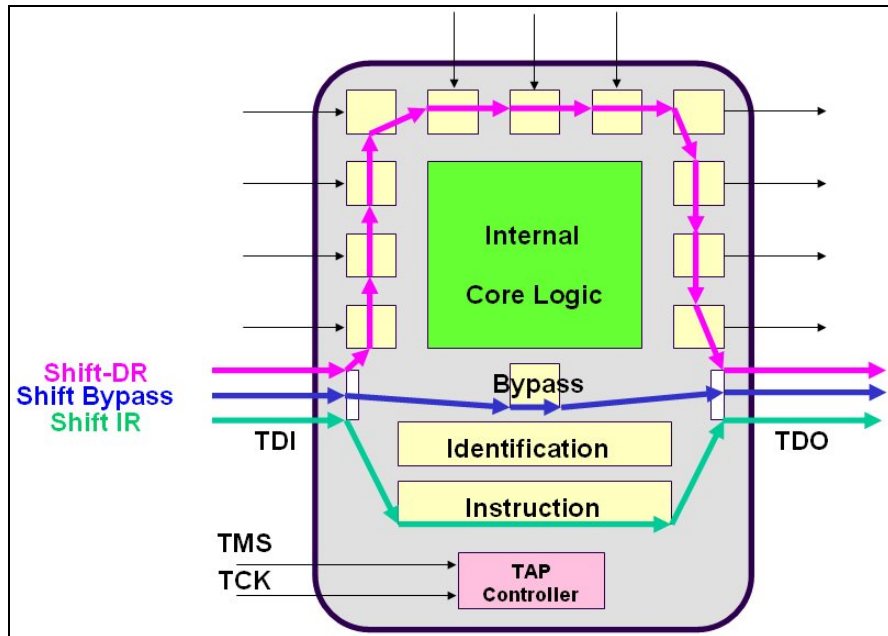 Internal
Core Logic
Shift-DR
Shift Bypass
Shift IR
TDI
Bypass
TDO
Identification
Instruction
TMS
TCK
TAP
Controller